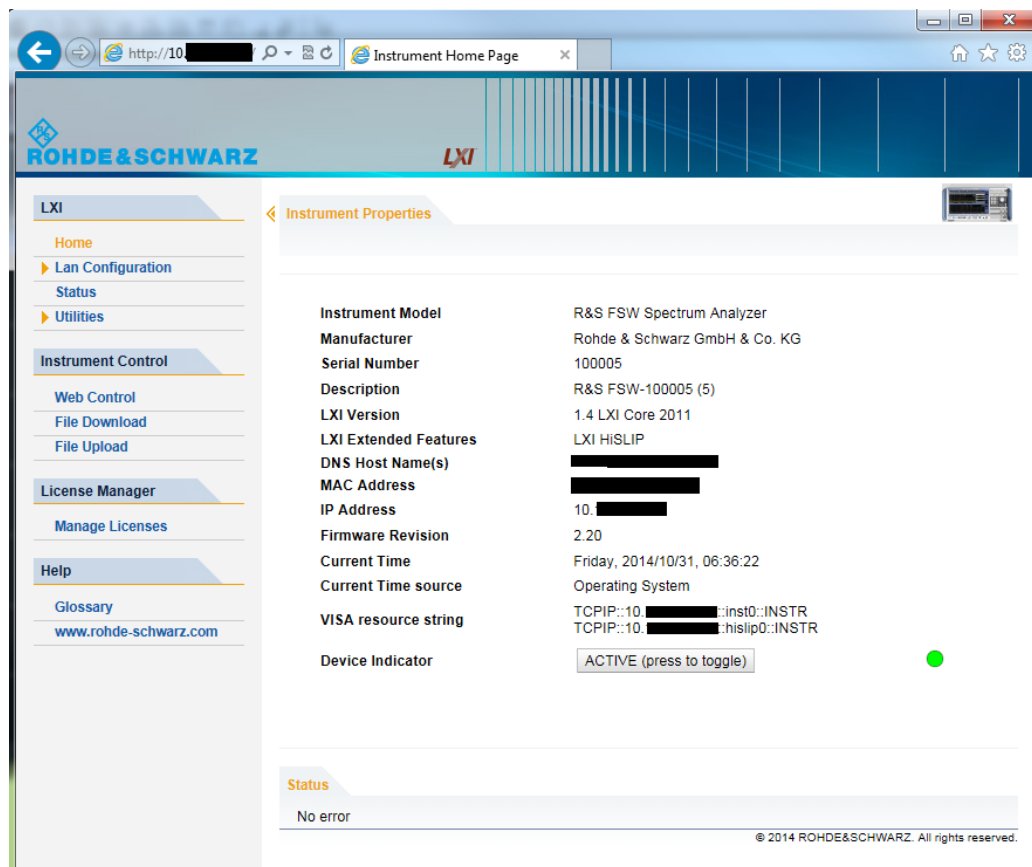 http://10. /
Instrument Home Page
R&S
ROHDE&SCHWARZ
LXI
LXI
Home
Lan Configuration
Status
Utilities
Instrument Control
Web Control
File Download
File Upload
License Manager
Manage Licenses
Help
Glossary
www.rohde-schwarz.com
Instrument Properties
Instrument Model R&S FSW Spectrum Analyzer
Manufacturer Rohde & Schwarz GmbH & Co. KG
Serial Number 100005
Description R&S FSW-100005 (5)
LXI Version 1.4 LXI Core 2011
LXI Extended Features LXI HiSLIP
DNS Host Name(s)
MAC Address
IP Address 10.
Firmware Revision 2.20
Current Time Friday, 2014/10/31, 06:36:22
Current Time source Operating System
VISA resource string TCPIP::10. ::inst0::INSTR
TCPIP::10. ::hislip0::INSTR
Device Indicator ACTIVE (press to toggle)
Status
No error
© 2014 ROHDE&SCHWARZ. All rights reserved.